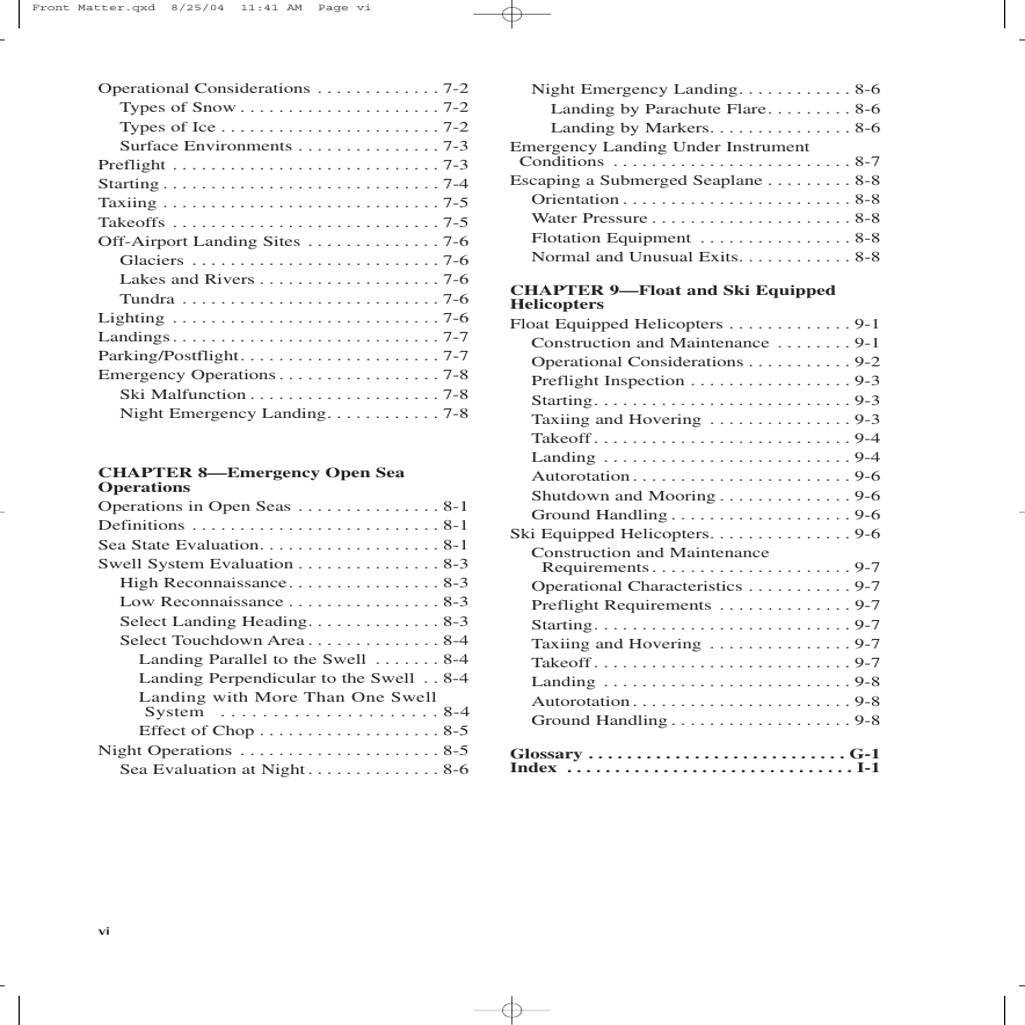 Front Matter.qxd  8/25/04  11:41 AM  Page vi
Operational Considerations . . . . . . . . . . . . . 7-2
Types of Snow . . . . . . . . . . . . . . . . . . . . . 7-2
Types of Ice . . . . . . . . . . . . . . . . . . . . . . . 7-2
Surface Environments . . . . . . . . . . . . . . . 7-3
Preflight . . . . . . . . . . . . . . . . . . . . . . . . . . . . 7-3
Starting . . . . . . . . . . . . . . . . . . . . . . . . . . . . . 7-4
Taxiing . . . . . . . . . . . . . . . . . . . . . . . . . . . . . 7-5
Takeoffs . . . . . . . . . . . . . . . . . . . . . . . . . . . . 7-5
Off-Airport Landing Sites . . . . . . . . . . . . . . 7-6
Glaciers . . . . . . . . . . . . . . . . . . . . . . . . . . 7-6
Lakes and Rivers . . . . . . . . . . . . . . . . . . . 7-6
Tundra . . . . . . . . . . . . . . . . . . . . . . . . . . . 7-6
Lighting . . . . . . . . . . . . . . . . . . . . . . . . . . . . 7-6
Landings . . . . . . . . . . . . . . . . . . . . . . . . . . . . 7-7
Parking/Postflight. . . . . . . . . . . . . . . . . . . . . 7-7
Emergency Operations . . . . . . . . . . . . . . . . . 7-8
Ski Malfunction . . . . . . . . . . . . . . . . . . . . 7-8
Night Emergency Landing. . . . . . . . . . . . 7-8
CHAPTER 8—Emergency Open Sea
Operations
Operations in Open Seas . . . . . . . . . . . . . . . 8-1
Definitions . . . . . . . . . . . . . . . . . . . . . . . . . . 8-1
Sea State Evaluation. . . . . . . . . . . . . . . . . . . 8-1
Swell System Evaluation . . . . . . . . . . . . . . . 8-3
High Reconnaissance. . . . . . . . . . . . . . . . 8-3
Low Reconnaissance . . . . . . . . . . . . . . . . 8-3
Select Landing Heading. . . . . . . . . . . . . . 8-3
Select Touchdown Area . . . . . . . . . . . . . . 8-4
Landing Parallel to the Swell . . . . . . . 8-4
Landing Perpendicular to the Swell . . 8-4
Landing with More Than One Swell
System . . . . . . . . . . . . . . . . . . . . . . 8-4
Effect of Chop . . . . . . . . . . . . . . . . . . . 8-5
Night Operations . . . . . . . . . . . . . . . . . . . . . 8-5
Sea Evaluation at Night . . . . . . . . . . . . . . 8-6
Night Emergency Landing. . . . . . . . . . . . 8-6
Landing by Parachute Flare. . . . . . . . . 8-6
Landing by Markers. . . . . . . . . . . . . . . 8-6
Emergency Landing Under Instrument
Conditions . . . . . . . . . . . . . . . . . . . . . . . . . 8-7
Escaping a Submerged Seaplane . . . . . . . . . 8-8
Orientation . . . . . . . . . . . . . . . . . . . . . . . . 8-8
Water Pressure . . . . . . . . . . . . . . . . . . . . . 8-8
Flotation Equipment . . . . . . . . . . . . . . . . 8-8
Normal and Unusual Exits. . . . . . . . . . . . 8-8
CHAPTER 9—Float and Ski Equipped
Helicopters
Float Equipped Helicopters . . . . . . . . . . . . . 9-1
Construction and Maintenance . . . . . . . . 9-1
Operational Considerations . . . . . . . . . . . 9-2
Preflight Inspection . . . . . . . . . . . . . . . . . 9-3
Starting. . . . . . . . . . . . . . . . . . . . . . . . . . . 9-3
Taxiing and Hovering . . . . . . . . . . . . . . . 9-3
Takeoff . . . . . . . . . . . . . . . . . . . . . . . . . . . 9-4
Landing . . . . . . . . . . . . . . . . . . . . . . . . . . 9-4
Autorotation . . . . . . . . . . . . . . . . . . . . . . . 9-6
Shutdown and Mooring . . . . . . . . . . . . . . 9-6
Ground Handling . . . . . . . . . . . . . . . . . . . 9-6
Ski Equipped Helicopters. . . . . . . . . . . . . . . 9-6
Construction and Maintenance
Requirements . . . . . . . . . . . . . . . . . . . . . 9-7
Operational Characteristics . . . . . . . . . . . 9-7
Preflight Requirements . . . . . . . . . . . . . . 9-7
Starting. . . . . . . . . . . . . . . . . . . . . . . . . . . 9-7
Taxiing and Hovering . . . . . . . . . . . . . . . 9-7
Takeoff . . . . . . . . . . . . . . . . . . . . . . . . . . . 9-7
Landing . . . . . . . . . . . . . . . . . . . . . . . . . . 9-8
Autorotation . . . . . . . . . . . . . . . . . . . . . . . 9-8
Ground Handling . . . . . . . . . . . . . . . . . . . 9-8
Glossary . . . . . . . . . . . . . . . . . . . . . . . . . . . G-1
Index . . . . . . . . . . . . . . . . . . . . . . . . . . . . . . I-1
vi